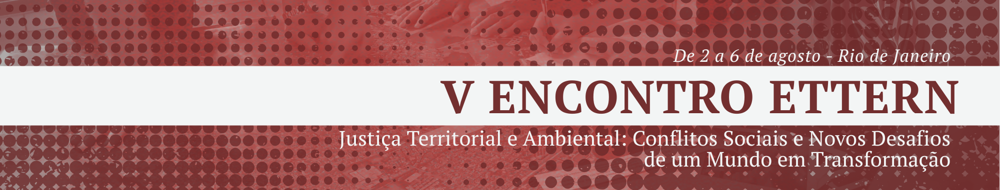 De 2 a 6 de agosto - Rio de Janeiro
V ENCONTRO ETTERN
Justiça Territorial e Ambiental: Conflitos Sociais e Novos Desafios
de um Mundo em Transformação